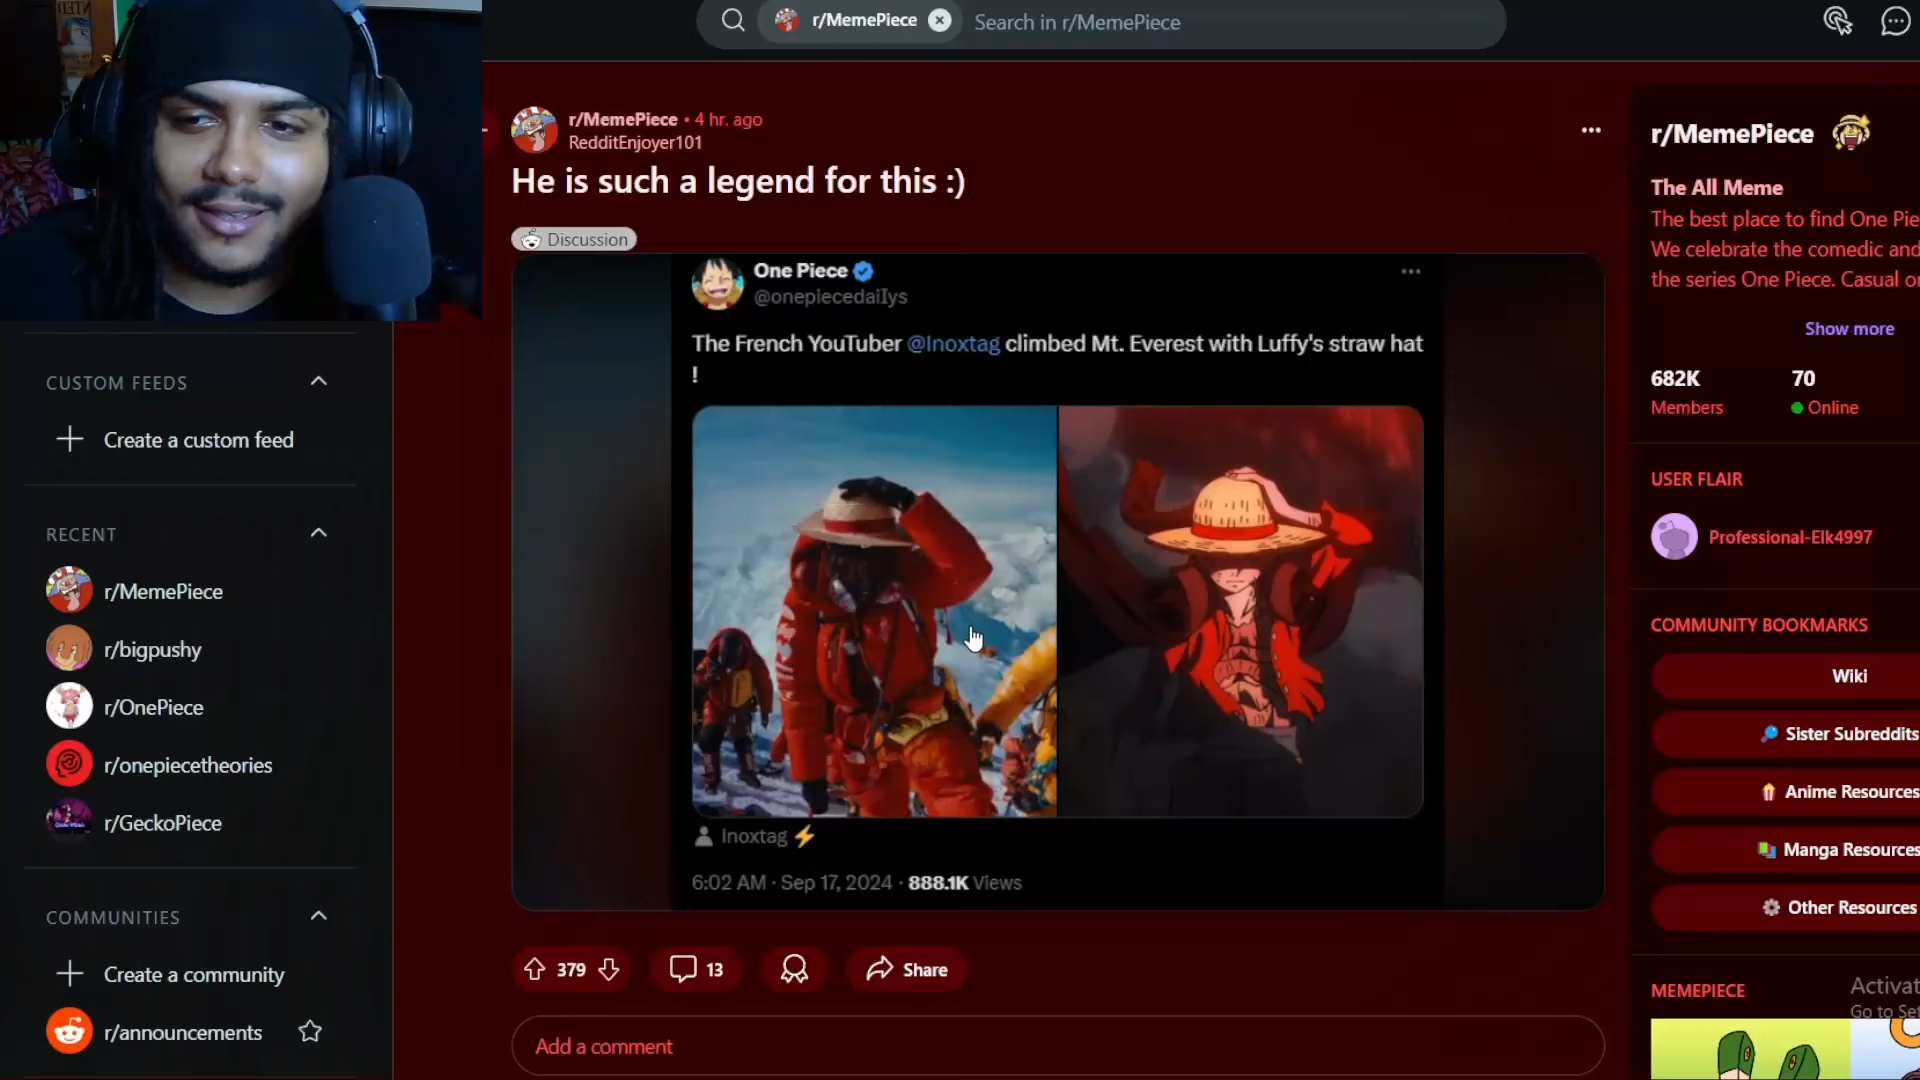 r/MemePiece
Search in r/MemePiece
r/MemePiece • 4 hr. ago
RedditEnjoyer101
He is such a legend for this :)
Discussion
One Piece
@onepiecedaiIys
The French YouTuber @Inoxtag climbed Mt. Everest with Luffy's straw hat
!
Inoxtag
6:02 AM · Sep 17, 2024 · 888.1K Views
379
13
Share
Add a comment
CUSTOM FEEDS
Create a custom feed
RECENT
r/MemePiece
r/bigpushy
r/OnePiece
r/onepiecetheories
r/GeckoPiece
COMMUNITIES
Create a community
r/announcements
r/MemePiece
The All Meme
The best place to find One Pie
We celebrate the comedic and
the series One Piece. Casual or
Show more
682K 70
Members Online
USER FLAIR
Professional-Elk4997
COMMUNITY BOOKMARKS
Wiki
Sister Subreddits
Anime Resources
Manga Resources
Other Resources
MEMEPIECE
Activat
Go to Set